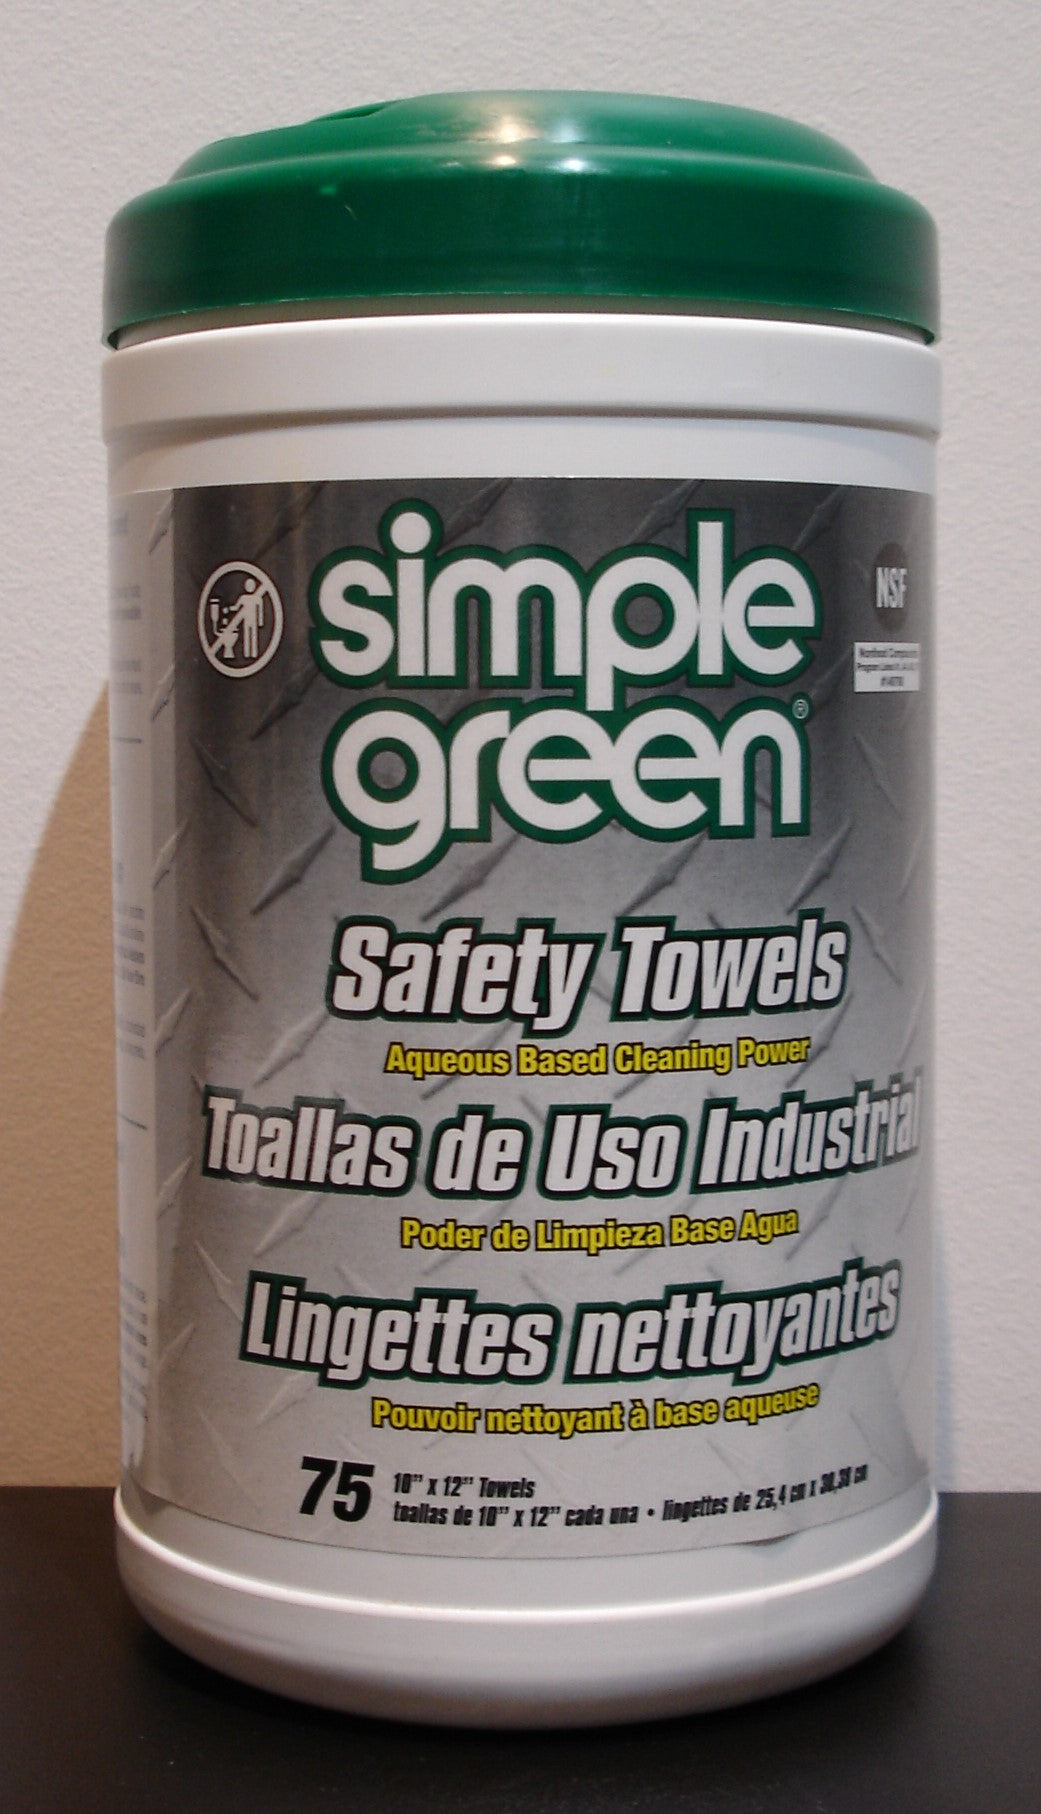 simple
green®
NSF
Safety Towels
Aqueous Based Cleaning Power
Toallas de Uso Industrial
Poder de Limpieza Base Agua
Lingettes nettoyantes
Pouvoir nettoyant à base aqueuse
75
10" x 12" Towels
toallas de 10" x 12" cada una • lingettes de 25,4 cm x 30,38 cm